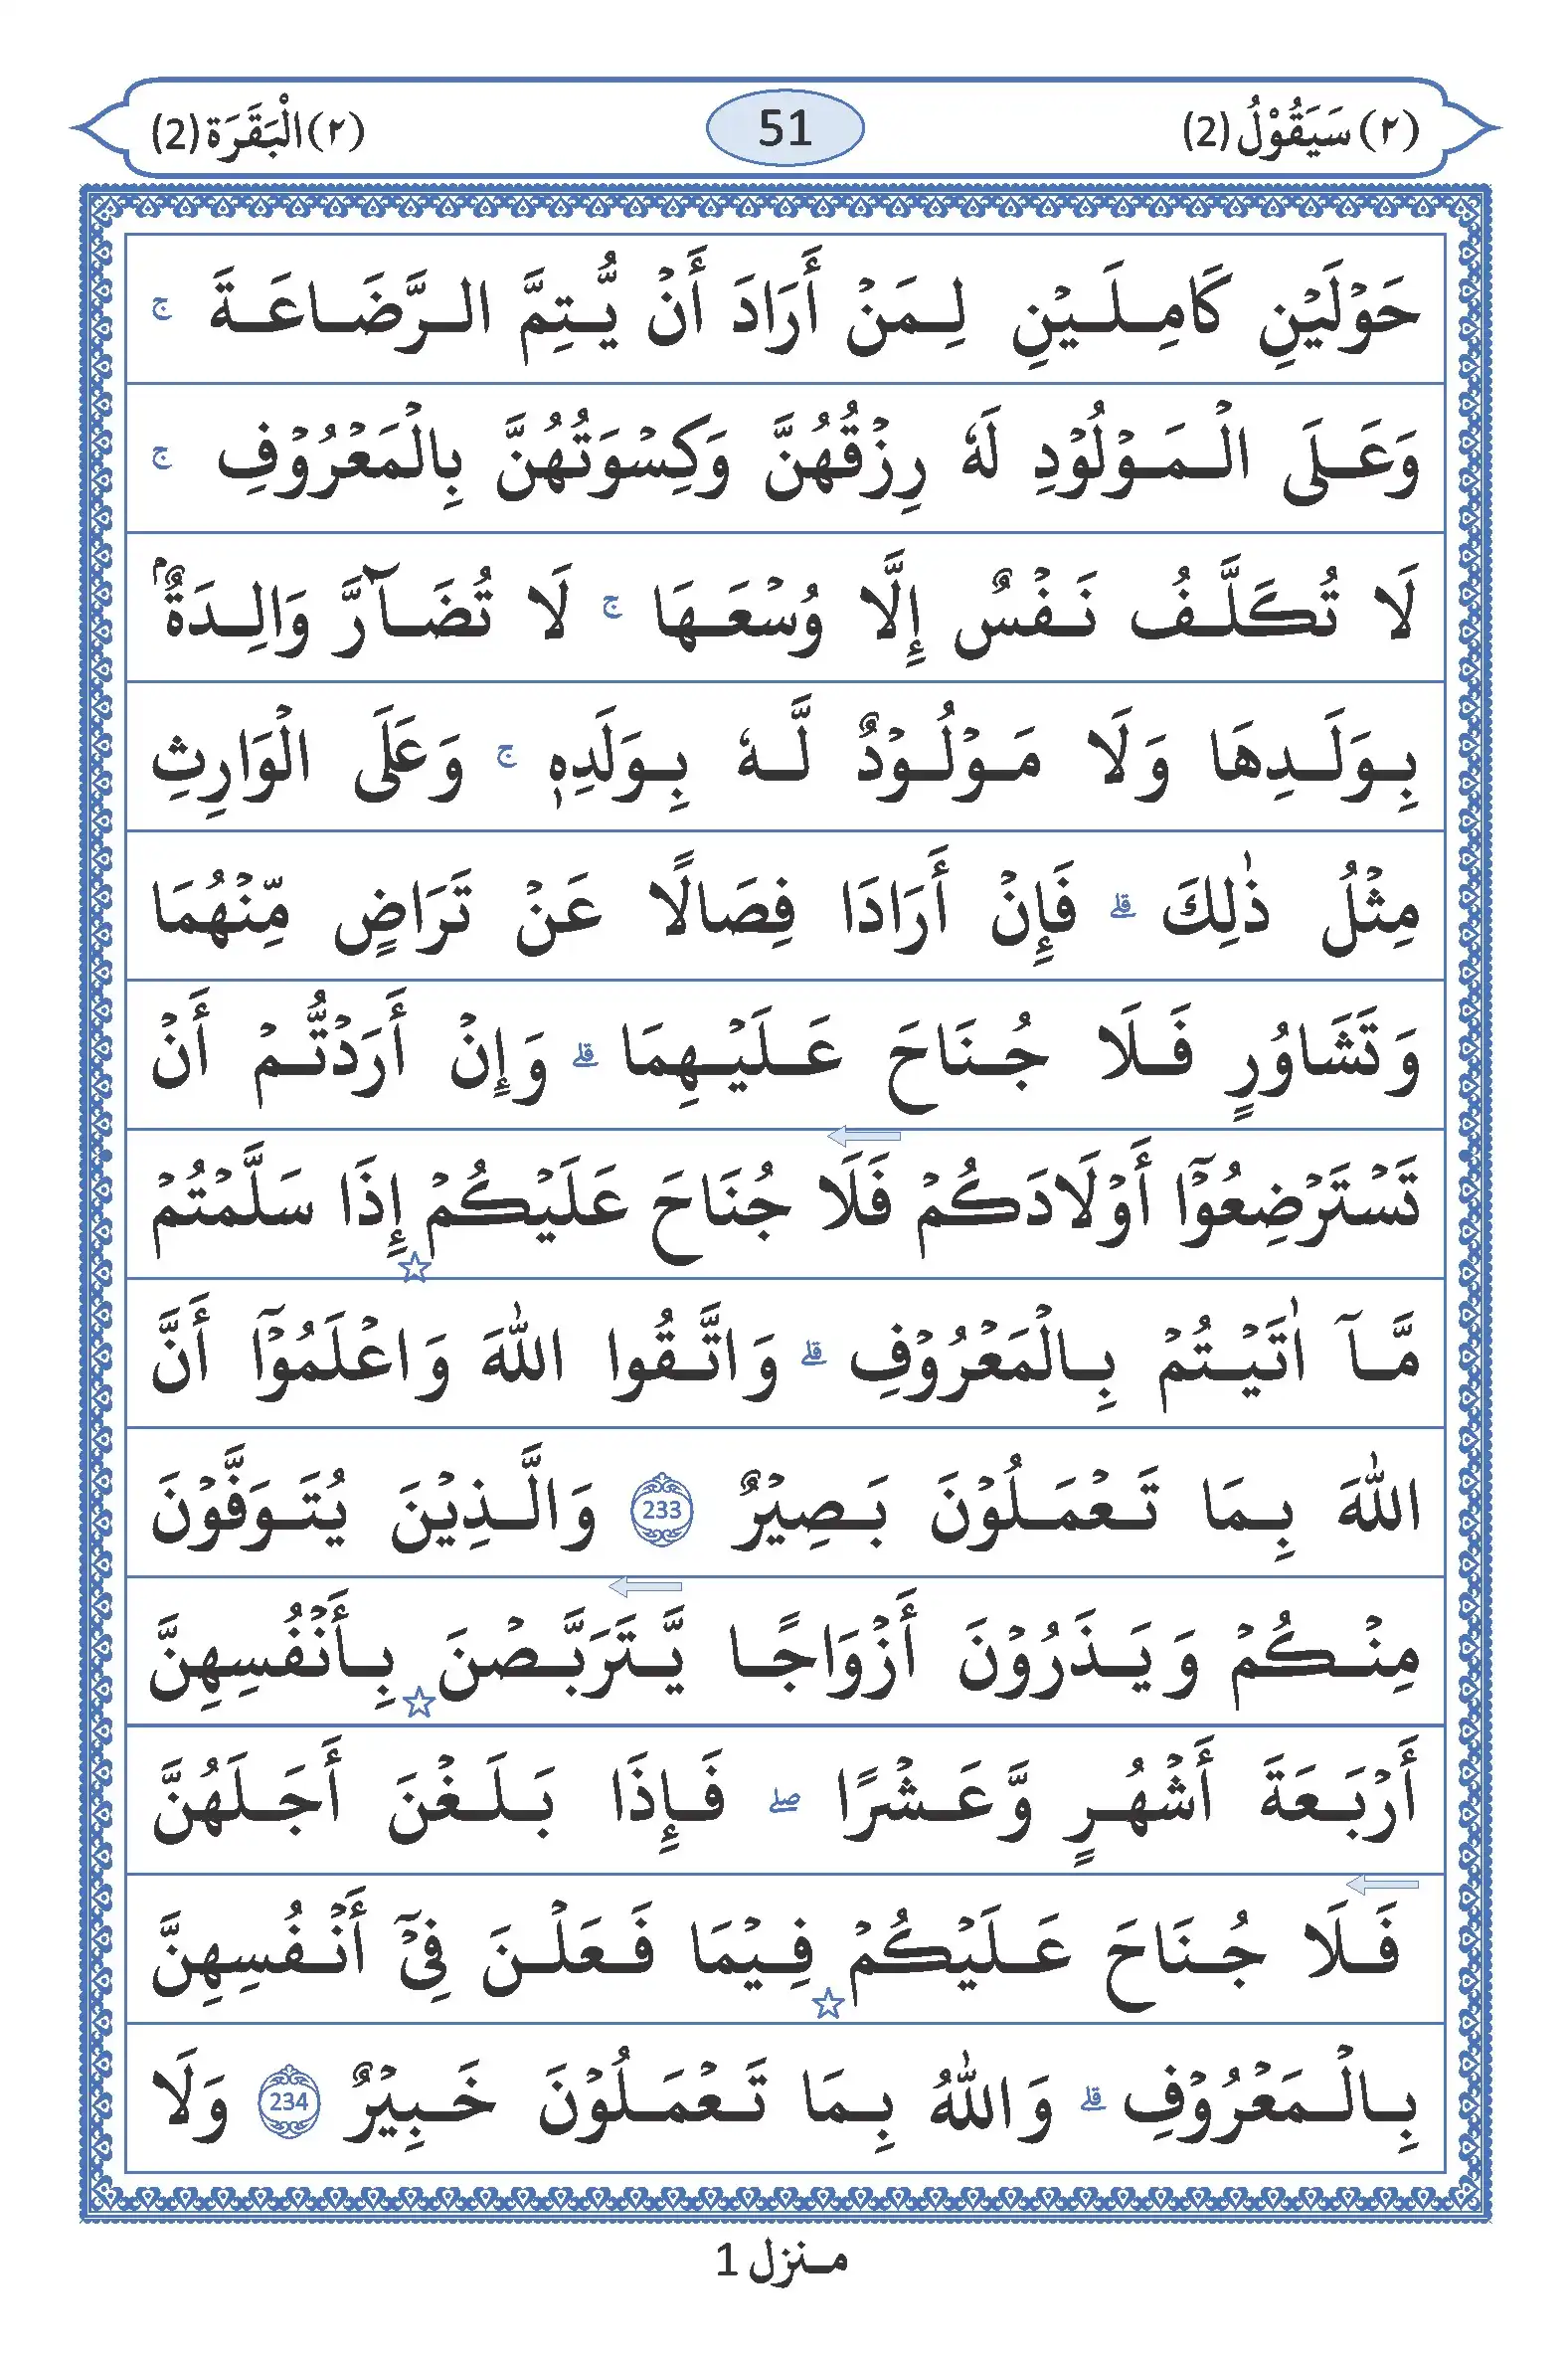 (٢) سَيَقُوْلُ (2)
51
(٢) الْبَقَرَة (2)
حَوْلَيْنِ كَامِلَيْنِ لِمَنْ أَرَادَ أَنْ يُّتِمَّ الرَّضَاعَةَ ج
وَعَلَى الْمَوْلُوْدِ لَهٗ رِزْقُهُنَّ وَكِسْوَتُهُنَّ بِالْمَعْرُوْفِ ج
لَا تُكَلَّفُ نَفْسٌ إِلَّا وُسْعَهَا ج لَا تُضَآرَّ وَالِدَةٌۢ
بِوَلَدِهَا وَلَا مَوْلُوْدٌ لَّهٗ بِوَلَدِهٖ ج وَعَلَى الْوَارِثِ
مِثْلُ ذٰلِكَ قلے فَإِنْ أَرَادَا فِصَالًا عَنْ تَرَاضٍ مِّنْهُمَا
وَتَشَاوُرٍ فَلَا جُنَاحَ عَلَيْهِمَا قلے وَإِنْ أَرَدْتُّمْ أَنْ
تَسْتَرْضِعُوْٓا أَوْلَادَكُمْ فَلَا جُنَاحَ عَلَيْكُمْ ☆ إِذَا سَلَّمْتُمْ
مَّآ اٰتَيْتُمْ بِالْمَعْرُوْفِ قلے وَاتَّقُوا اللّٰهَ وَاعْلَمُوْٓا أَنَّ
اللّٰهَ بِمَا تَعْمَلُوْنَ بَصِيْرٌ 233 وَالَّذِيْنَ يُتَوَفَّوْنَ
مِنْكُمْ وَيَذَرُوْنَ أَزْوَاجًا يَّتَرَبَّصْنَ ☆ بِأَنْفُسِهِنَّ
أَرْبَعَةَ أَشْهُرٍ وَّعَشْرًا صلے فَإِذَا بَلَغْنَ أَجَلَهُنَّ
فَلَا جُنَاحَ عَلَيْكُمْ ☆ فِيْمَا فَعَلْنَ فِيْٓ أَنْفُسِهِنَّ
بِالْمَعْرُوْفِ قلے وَاللّٰهُ بِمَا تَعْمَلُوْنَ خَبِيْرٌ 234 وَلَا
منزل 1